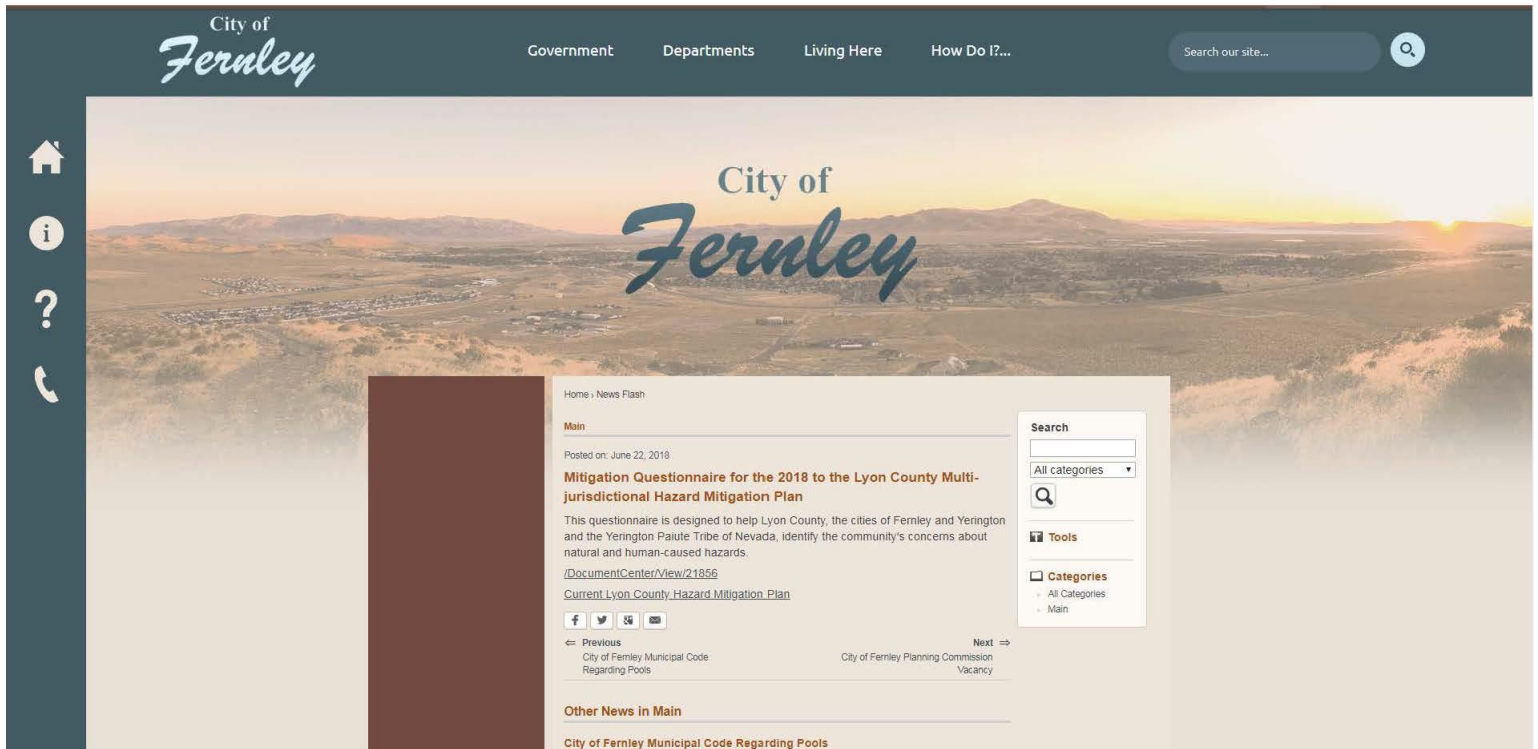 City of
Fernley
Government
Departments
Living Here
How Do I?...
Search our site...
i
?
City of
Fernley
Home › News Flash
Main
Posted on: June 22, 2018
Mitigation Questionnaire for the 2018 to the Lyon County Multi-
jurisdictional Hazard Mitigation Plan
This questionnaire is designed to help Lyon County, the cities of Fernley and Yerington
and the Yerington Paiute Tribe of Nevada, identify the community's concerns about
natural and human-caused hazards.
/DocumentCenter/View/21856
Current Lyon County Hazard Mitigation Plan
⇐ Previous
City of Fernley Municipal Code
Regarding Pools
Next ⇒
City of Fernley Planning Commission
Vacancy
Other News in Main
City of Fernley Municipal Code Regarding Pools
Search
All categories
Tools
Categories
All Categories
Main